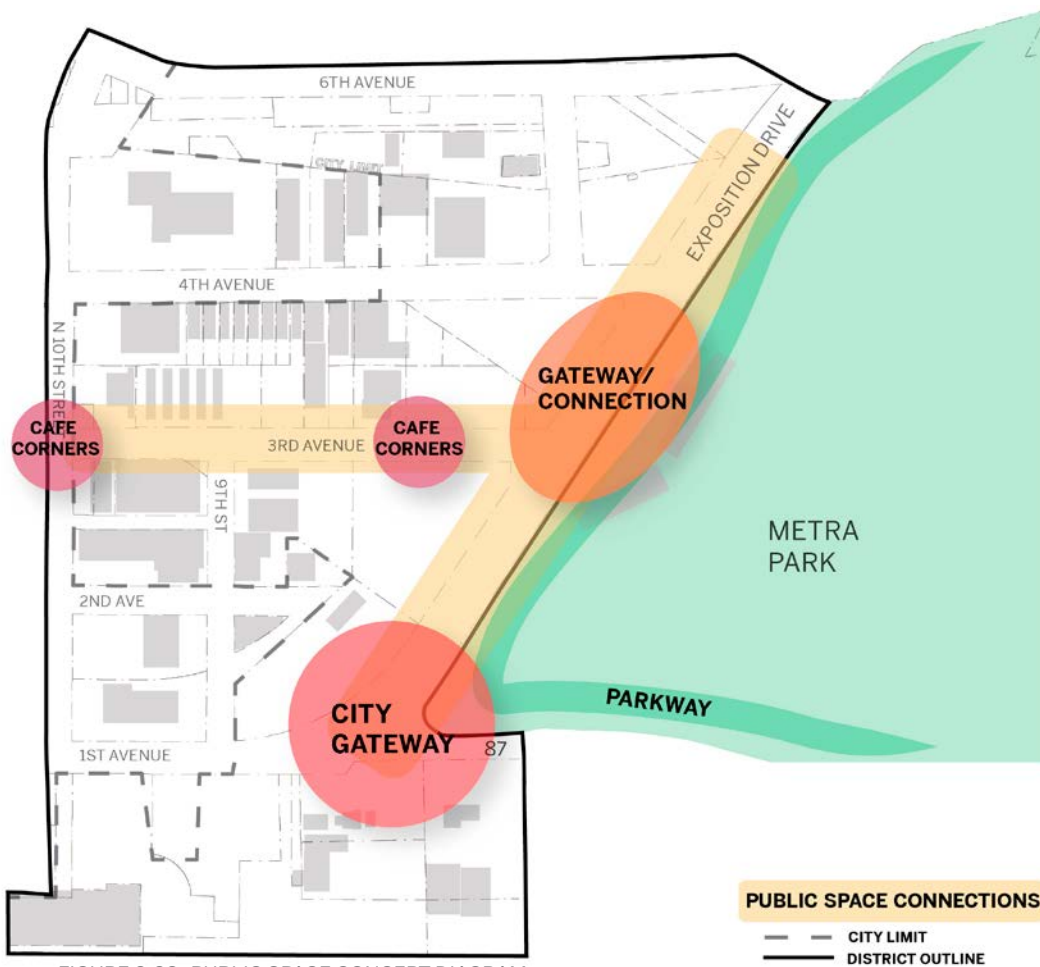 6TH AVENUE
CITY LIMIT
EXPOSITION DRIVE
4TH AVENUE
N 10TH STREET
GATEWAY/
CONNECTION
CAFE
CORNERS
3RD AVENUE
CAFE
CORNERS
9TH ST
METRA
PARK
2ND AVE
PARKWAY
CITY
GATEWAY
87
1ST AVENUE
PUBLIC SPACE CONNECTIONS
CITY LIMIT
DISTRICT OUTLINE